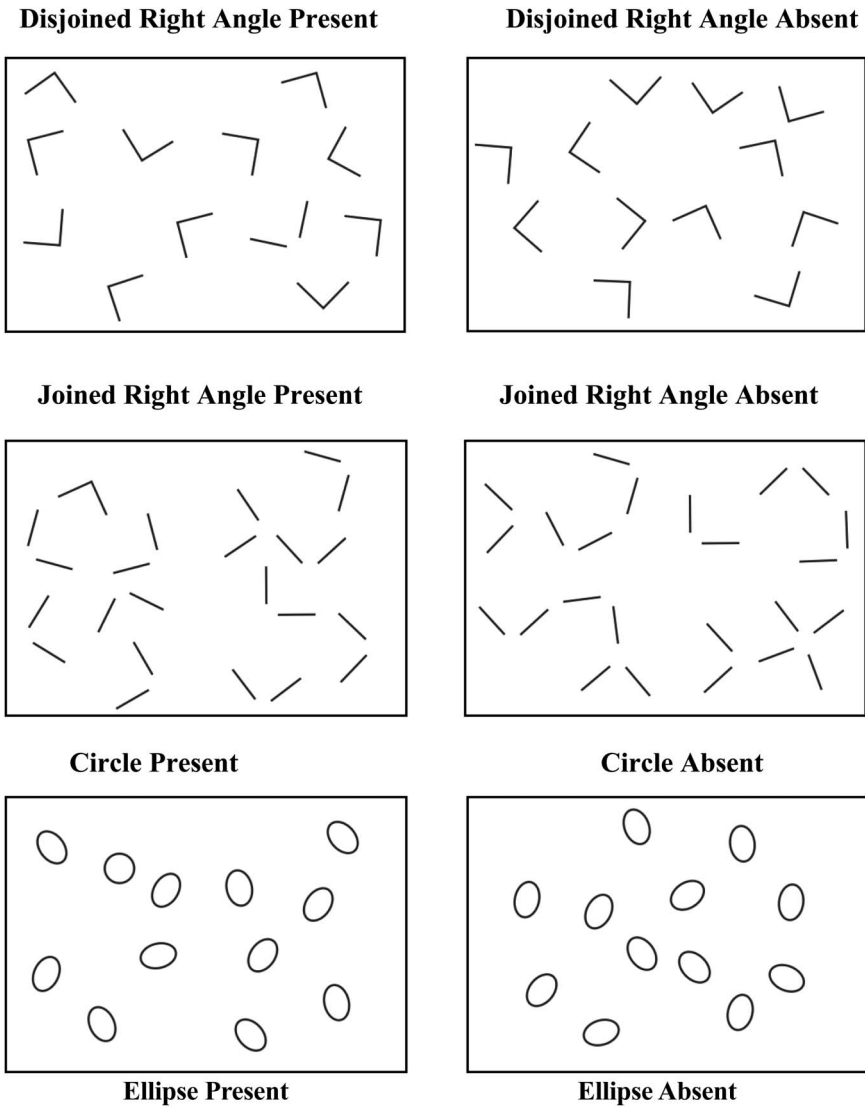 Disjoined Right Angle Present
Disjoined Right Angle Absent
Joined Right Angle Present
Joined Right Angle Absent
Circle Present
Circle Absent
Ellipse Present
Ellipse Absent